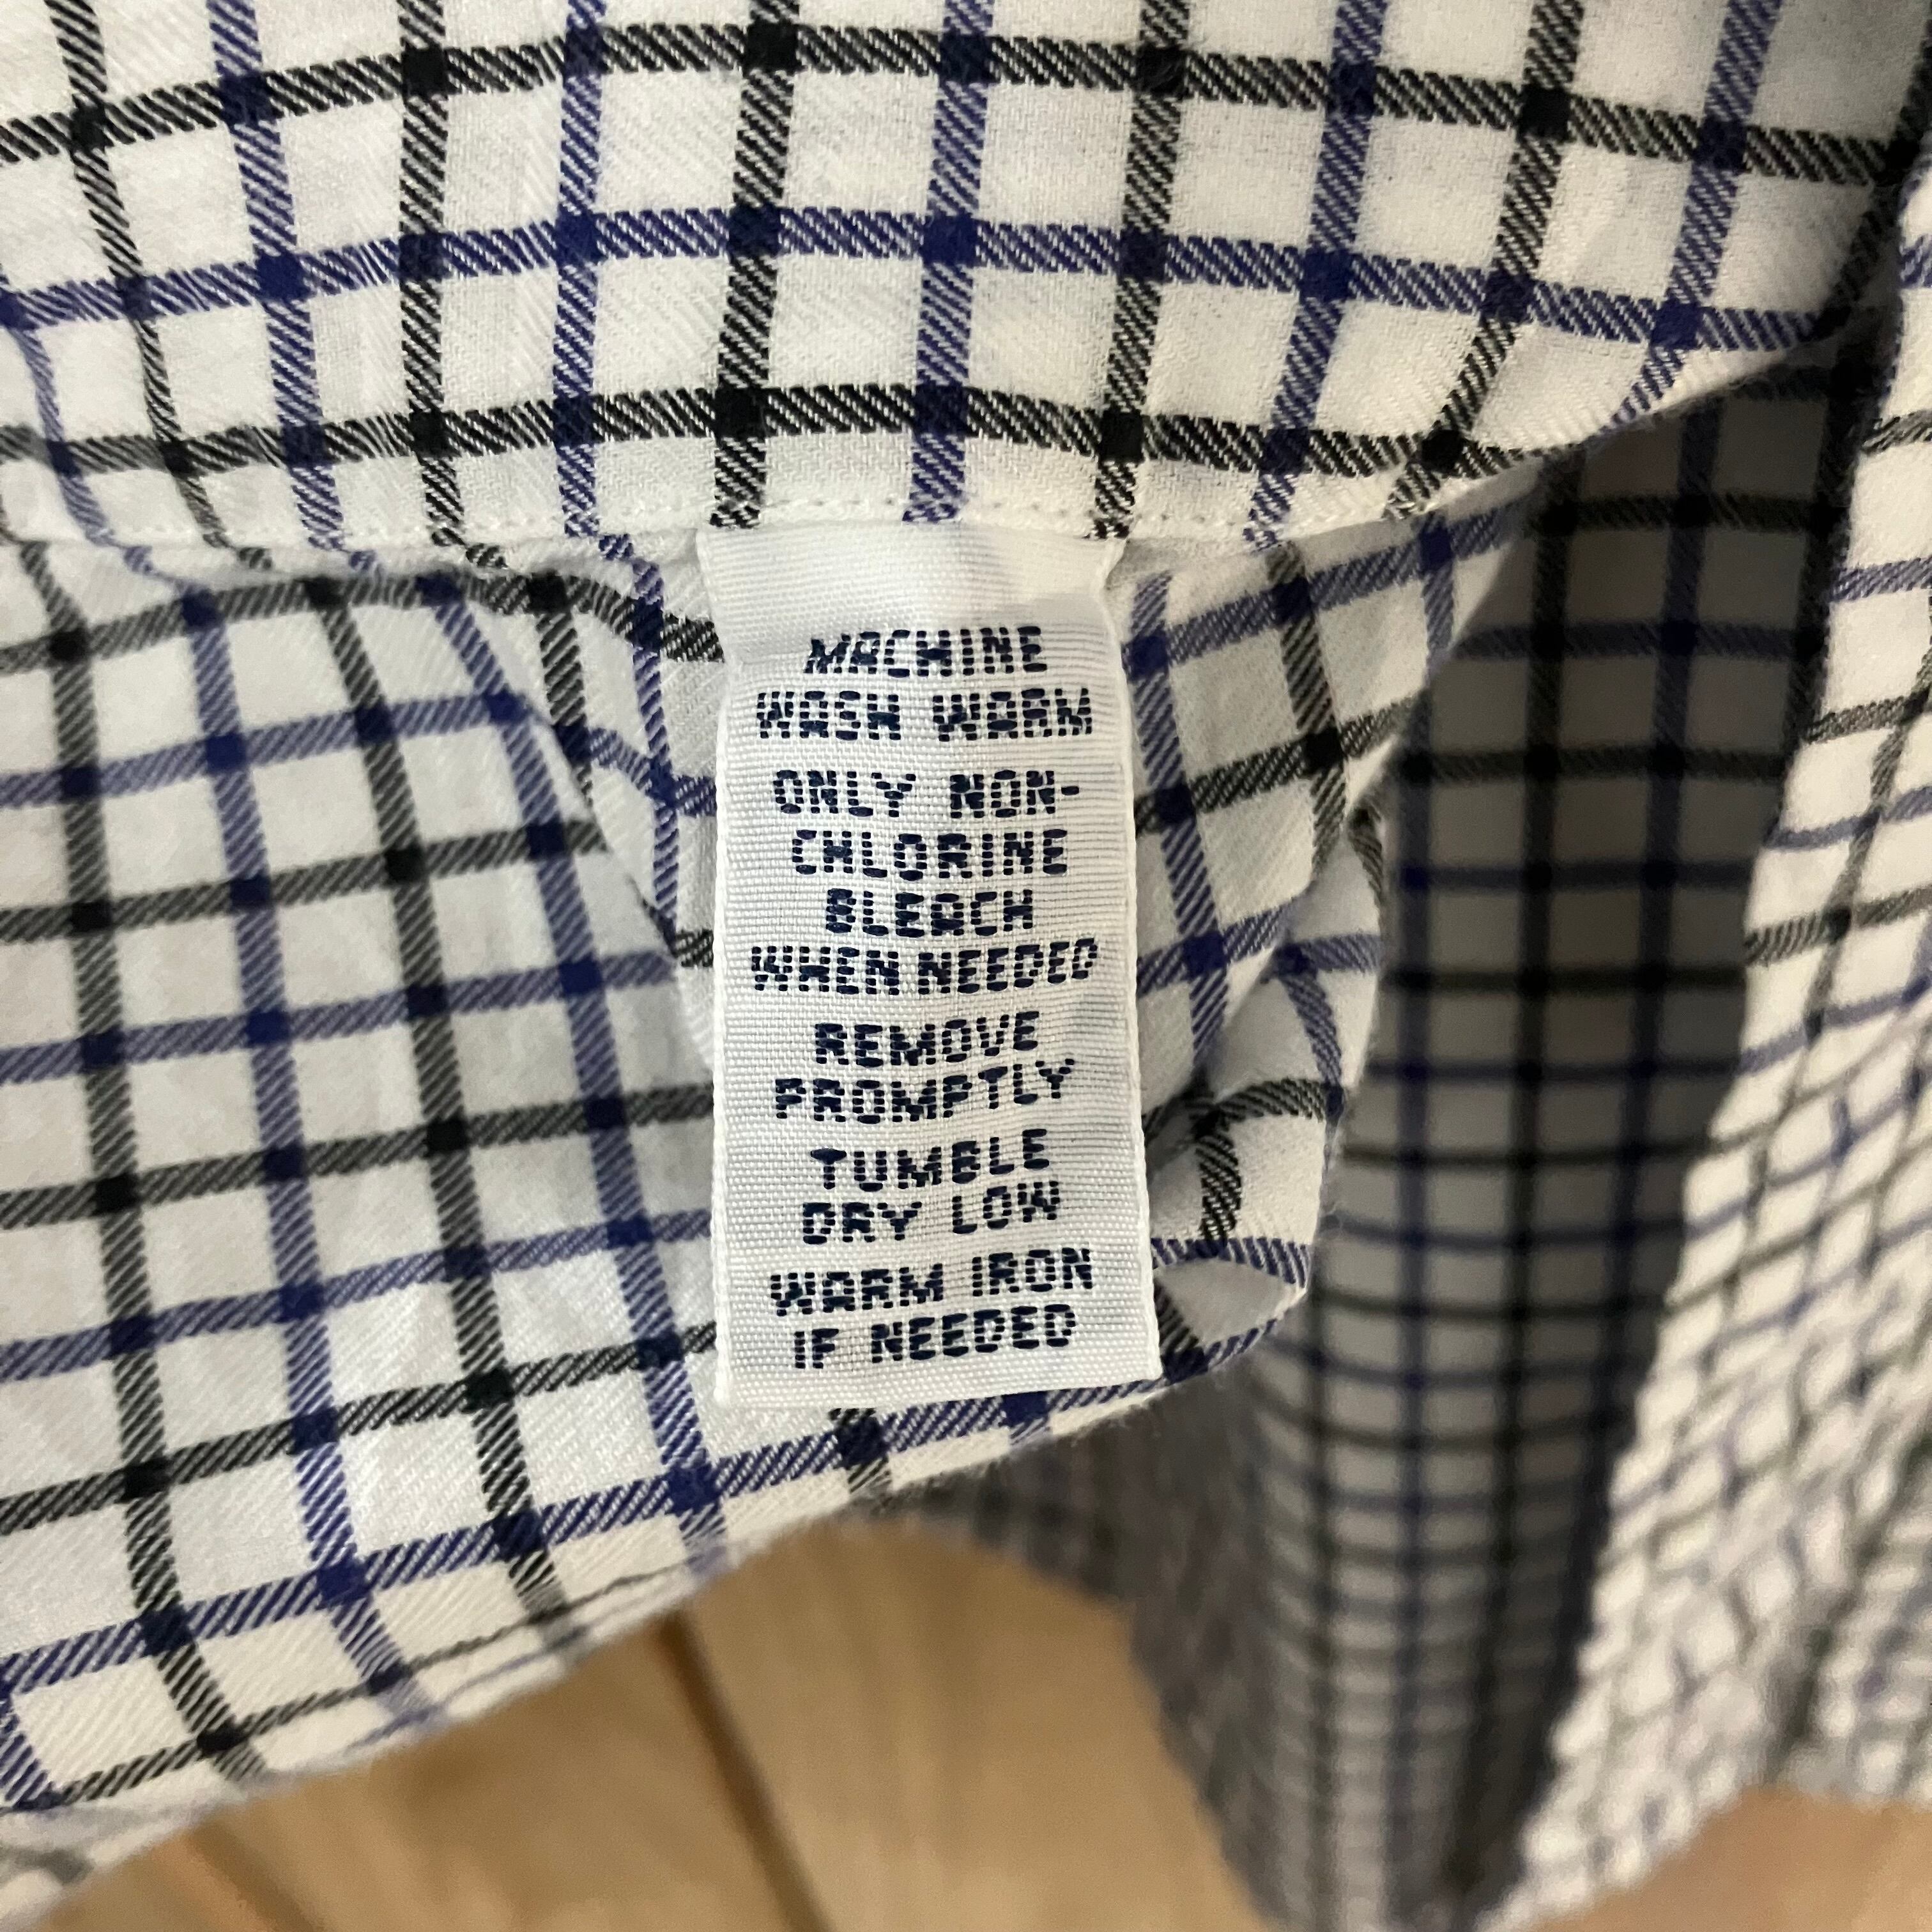 MACHINE
WASH WARM
ONLY NON-
CHLORINE
BLEACH
WHEN NEEDED
REMOVE
PROMPTLY
TUMBLE
DRY LOW
WARM IRON
IF NEEDED